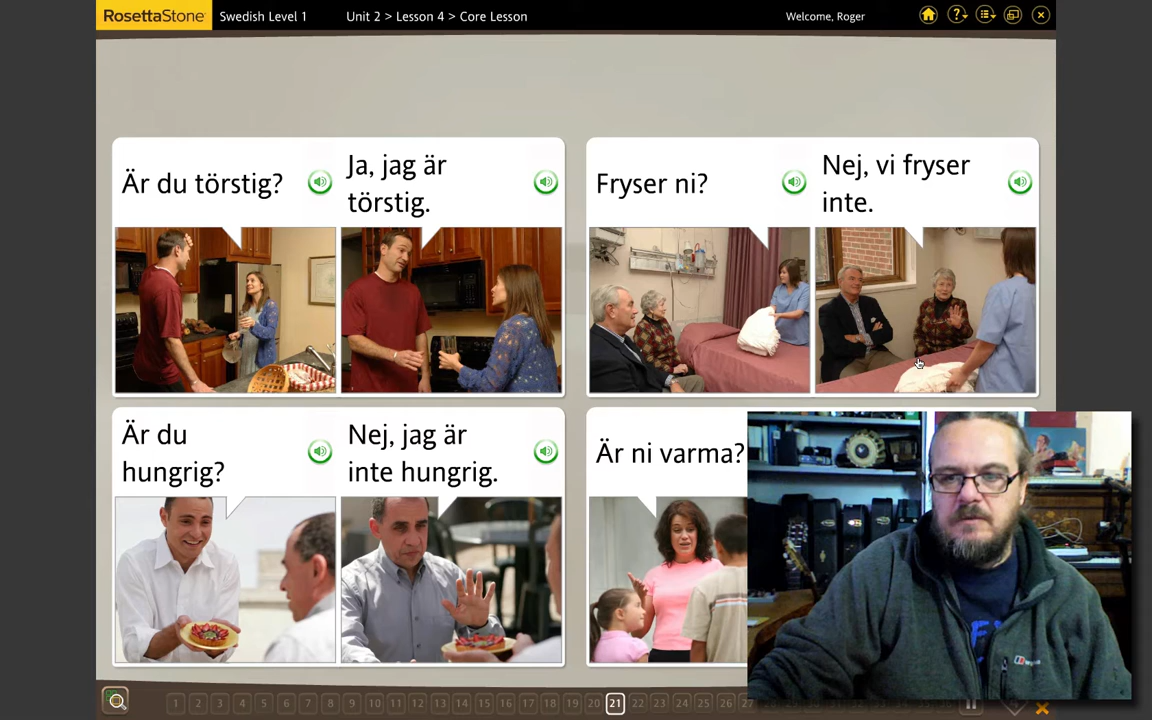 RosettaStone Swedish Level 1 Unit 2 > Lesson 4 > Core Lesson Welcome, Roger
Är du törstig?
Ja, jag är
törstig.
Fryser ni?
Nej, vi fryser
inte.
Är du
hungrig?
Nej, jag är
inte hungrig.
Är ni varma?
1 2 3 4 5 6 7 8 9 10 11 12 13 14 15 16 17 18 19 20 21 22 23 24 25 26 27